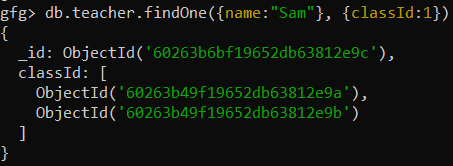 gfg> db.teacher.findOne({name:"Sam"}, {classId:1})
{
  _id: ObjectId('60263b6bf19652db63812e9c'),
  classId: [
    ObjectId('60263b49f19652db63812e9a'),
    ObjectId('60263b49f19652db63812e9b')
  ]
}